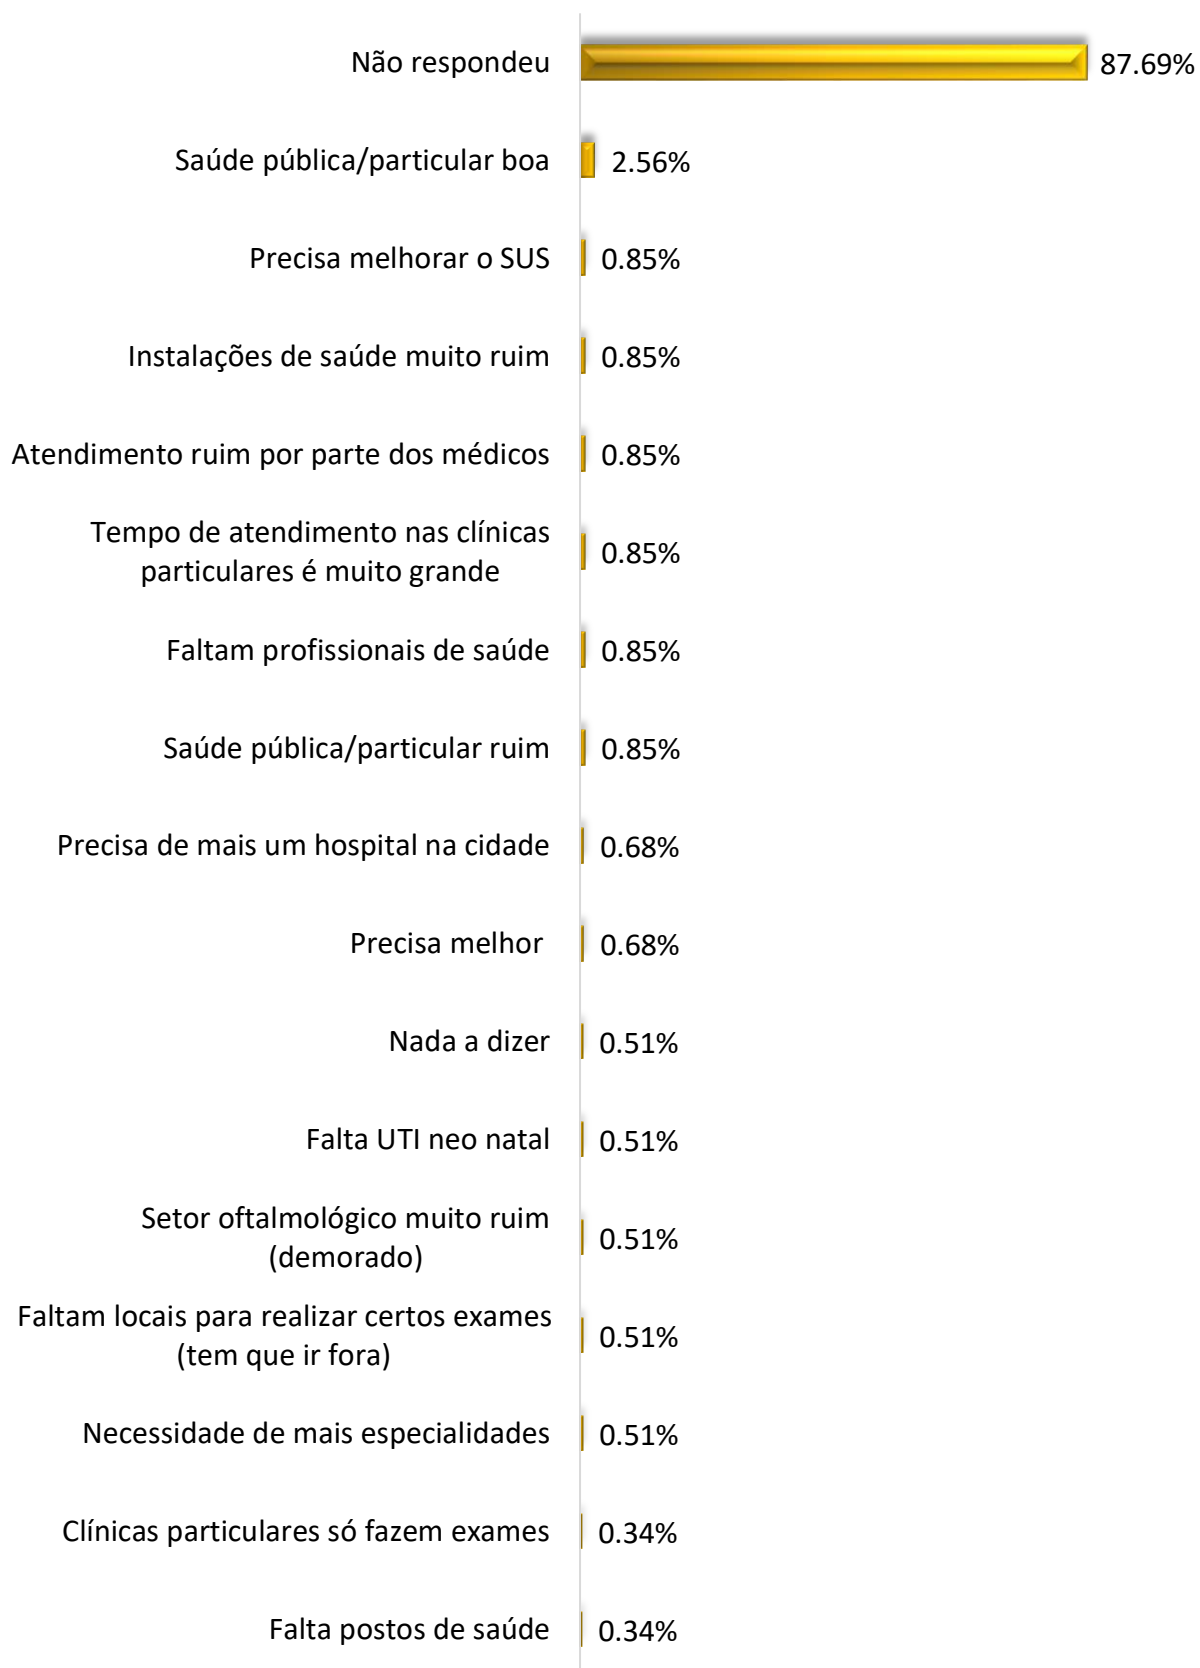 Não respondeu 87.69%
Saúde pública/particular boa 2.56%
Precisa melhorar o SUS 0.85%
Instalações de saúde muito ruim 0.85%
Atendimento ruim por parte dos médicos 0.85%
Tempo de atendimento nas clínicas
particulares é muito grande 0.85%
Faltam profissionais de saúde 0.85%
Saúde pública/particular ruim 0.85%
Precisa de mais um hospital na cidade 0.68%
Precisa melhor 0.68%
Nada a dizer 0.51%
Falta UTI neo natal 0.51%
Setor oftalmológico muito ruim
(demorado) 0.51%
Faltam locais para realizar certos exames
(tem que ir fora) 0.51%
Necessidade de mais especialidades 0.51%
Clínicas particulares só fazem exames 0.34%
Falta postos de saúde 0.34%